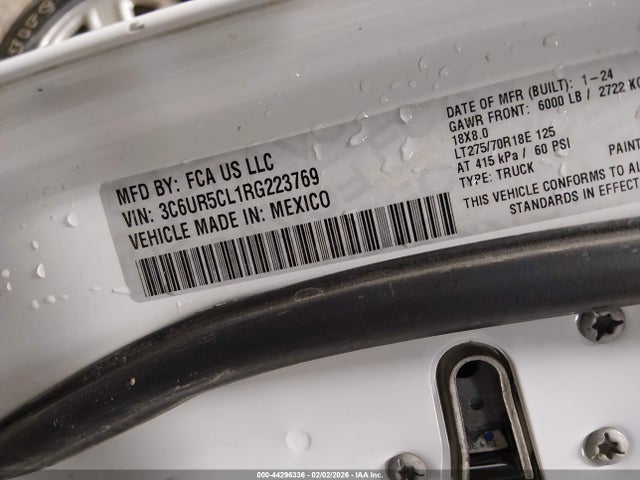 MFD BY: FCA US LLC
VIN: 3C6UR5CL1RG223769
VEHICLE MADE IN: MEXICO
DATE OF MFR (BUILT): 1-24
GAWR FRONT: 6000 LB / 2722 KG
18X8.0
LT275/70R18E 125
AT 415 kPa / 60 PSI
TYPE: TRUCK
PAINT
THIS VEHICLE CONFORMS TO
STANDARDS IN EFFECT
000-44296336 - 02/02/2026 - IAA Inc.